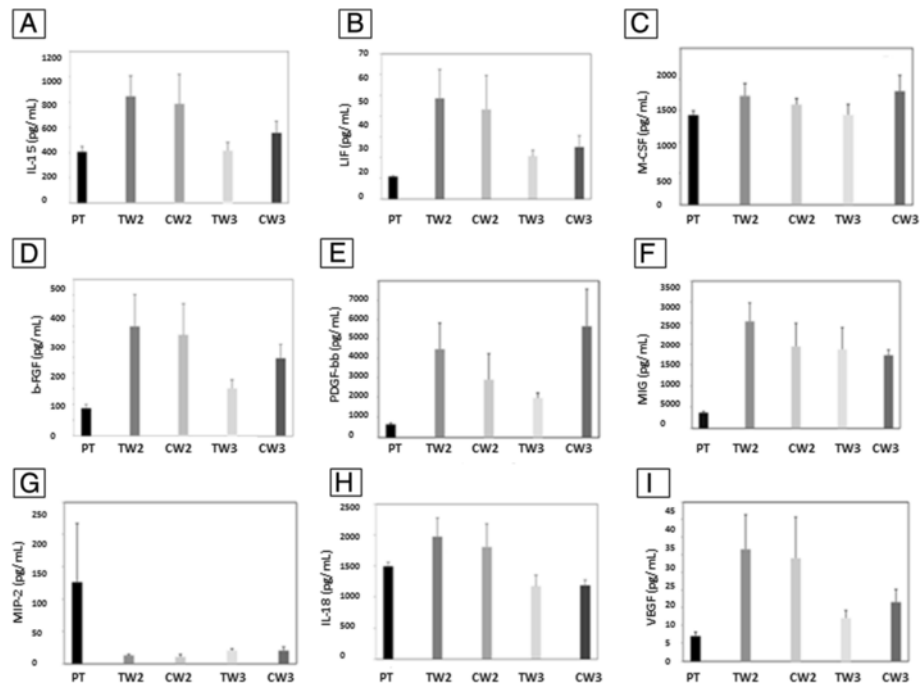 A
1200
1000
800
600
400
200
0
IL-15 (pg/mL)
PT TW2 CW2 TW3 CW3
B
70
60
50
40
30
20
10
0
LIF (pg/mL)
PT TW2 CW2 TW3 CW3
C
2000
1500
1000
500
0
M-CSF (pg/mL)
PT TW2 CW2 TW3 CW3
D
500
400
300
200
100
0
b-FGF (pg/mL)
PT TW2 CW2 TW3 CW3
E
7000
6000
5000
4000
3000
2000
1000
0
PDGF-bb (pg/mL)
PT TW2 CW2 TW3 CW3
F
3500
3000
2500
2000
1500
1000
5000
0
MIG (pg/mL)
PT TW2 CW2 TW3 CW3
G
250
200
150
100
50
0
MIP-2 (pg/mL)
PT TW2 CW2 TW3 CW3
H
2500
2000
1500
1000
500
0
IL-18 (pg/mL)
PT TW2 CW2 TW3 CW3
I
45
40
35
30
25
20
15
10
5
0
VEGF (pg/mL)
PT TW2 CW2 TW3 CW3